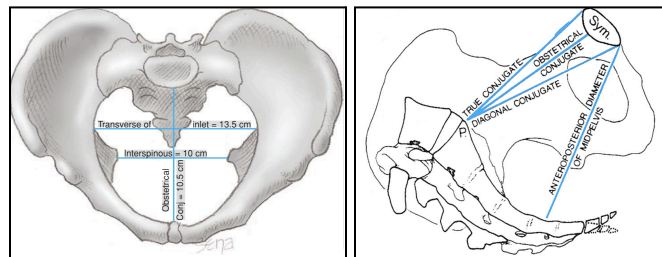 Transverse of inlet = 13.5 cm
Interspinous = 10 cm
Obstetrical
Conj = 10.5 cm
Sena
Sym.
TRUE CONJUGATE
OBSTETRICAL
CONJUGATE
DIAGONAL CONJUGATE
P.
ANTEROPOSTERIOR DIAMETER
OF MIDPELVIS